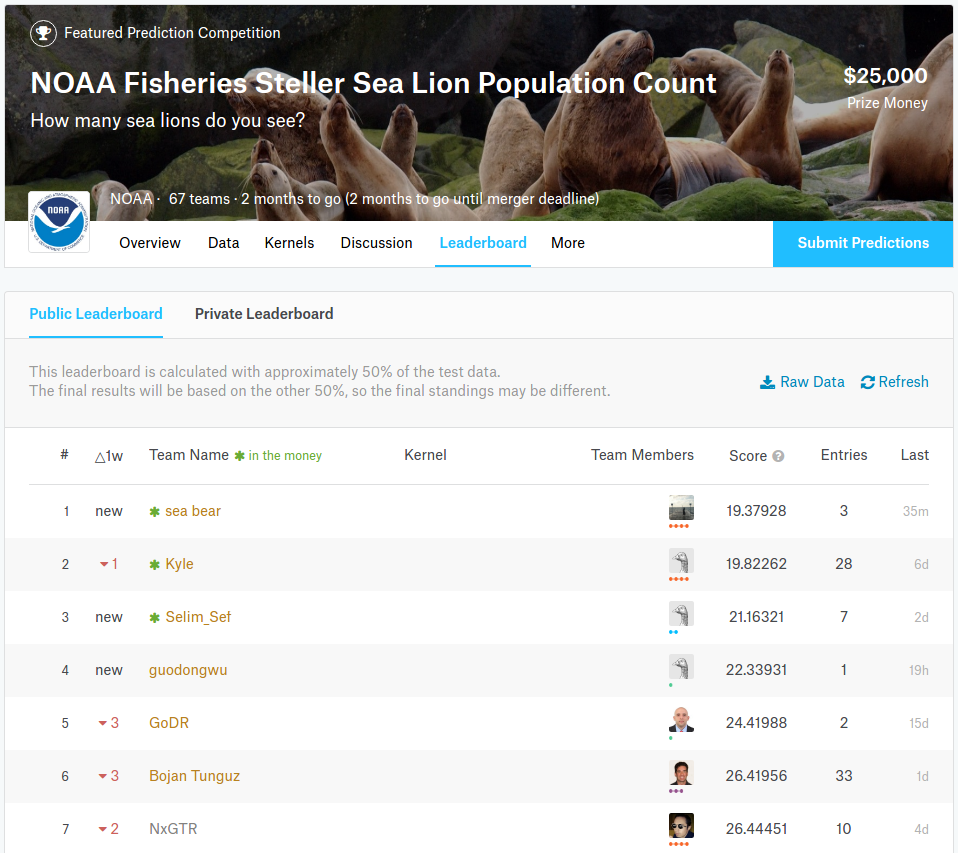 Featured Prediction Competition
NOAA Fisheries Steller Sea Lion Population Count
$25,000
How many sea lions do you see?
Prize Money
NOAA · 67 teams · 2 months to go (2 months to go until merger deadline)
NOAA
Overview Data Kernels Discussion Leaderboard More Submit Predictions
Public Leaderboard Private Leaderboard
This leaderboard is calculated with approximately 50% of the test data.
The final results will be based on the other 50%, so the final standings may be different.
Raw Data Refresh
# △1w Team Name ✱ in the money Kernel Team Members Score ? Entries Last
1 new ✱ sea bear 19.37928 3 35m
2 ▾ 1 ✱ Kyle 19.82262 28 6d
3 new ✱ Selim_Sef 21.16321 7 2d
4 new guodongwu 22.33931 1 19h
5 ▾ 3 GoDR 24.41988 2 15d
6 ▾ 3 Bojan Tunguz 26.41956 33 1d
7 ▾ 2 NxGTR 26.44451 10 4d